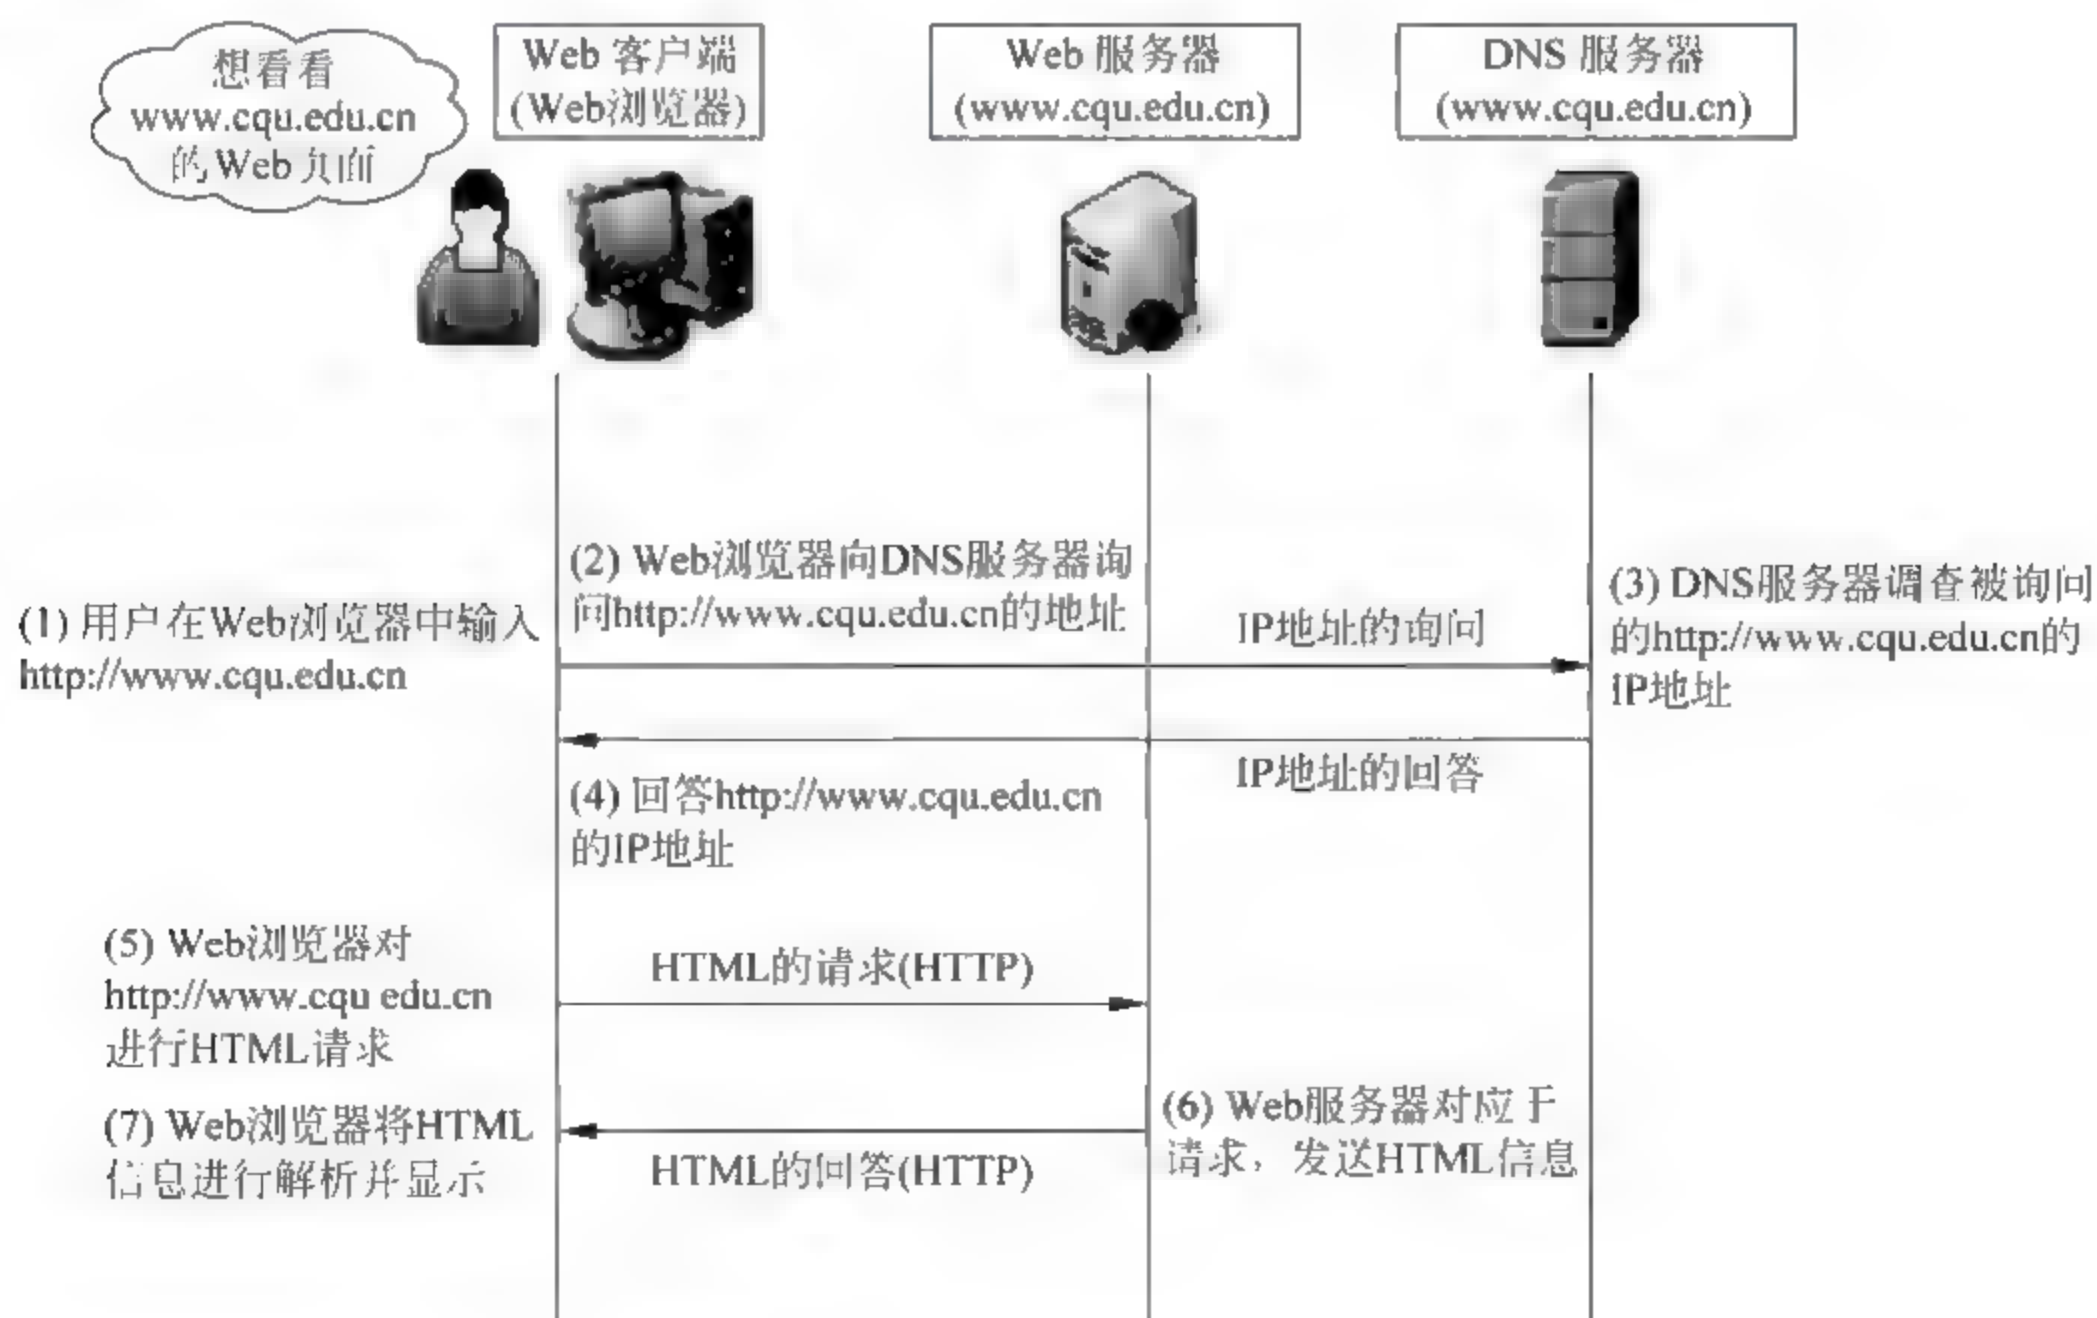 想看看
www.cqu.edu.cn
的 Web 页面
Web 客户端
(Web浏览器)
Web 服务器
(www.cqu.edu.cn)
DNS 服务器
(www.cqu.edu.cn)
(1) 用户在Web浏览器中输入
http://www.cqu.edu.cn
(2) Web浏览器向DNS服务器询
问http://www.cqu.edu.cn的地址
IP地址的询问
(3) DNS服务器调查被询问
的http://www.cqu.edu.cn的
IP地址
IP地址的回答
(4) 回答http://www.cqu.edu.cn
的IP地址
(5) Web浏览器对
http://www.cqu edu.cn
进行HTML请求
HTML的请求(HTTP)
(6) Web服务器对应于
请求，发送HTML信息
HTML的回答(HTTP)
(7) Web浏览器将HTML
信息进行解析并显示